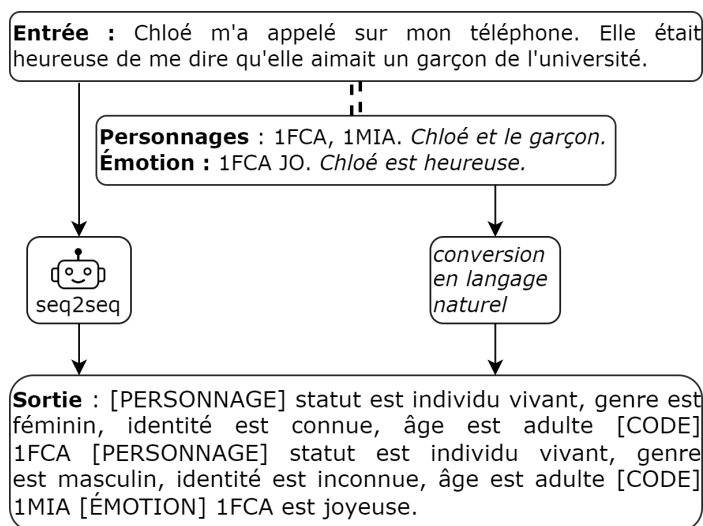 Entrée : Chloé m'a appelé sur mon téléphone. Elle était
heureuse de me dire qu'elle aimait un garçon de l'université.
Personnages : 1FCA, 1MIA. Chloé et le garçon.
Émotion : 1FCA JO. Chloé est heureuse.
seq2seq
conversion
en langage
naturel
Sortie : [PERSONNAGE] statut est individu vivant, genre est
féminin, identité est connue, âge est adulte [CODE]
1FCA [PERSONNAGE] statut est individu vivant, genre
est masculin, identité est inconnue, âge est adulte [CODE]
1MIA [ÉMOTION] 1FCA est joyeuse.